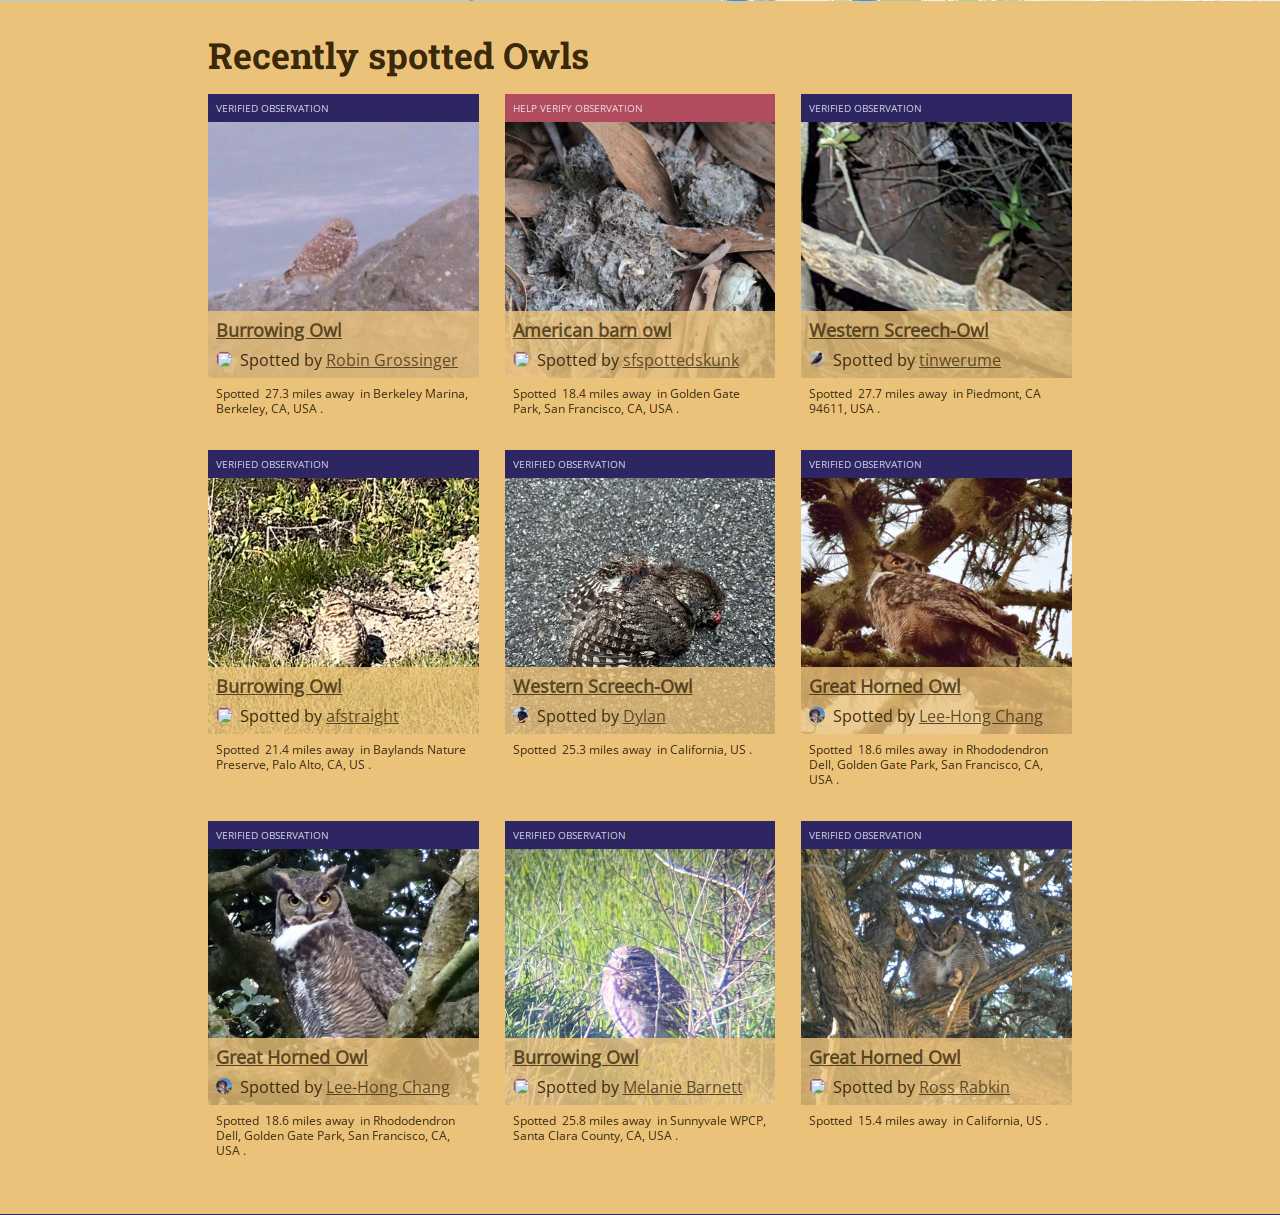 Recently spotted Owls
VERIFIED OBSERVATION
Burrowing Owl
Spotted by Robin Grossinger
Spotted 27.3 miles away in Berkeley Marina,
Berkeley, CA, USA .
HELP VERIFY OBSERVATION
American barn owl
Spotted by sfspottedskunk
Spotted 18.4 miles away in Golden Gate
Park, San Francisco, CA, USA .
VERIFIED OBSERVATION
Western Screech-Owl
Spotted by tinwerume
Spotted 27.7 miles away in Piedmont, CA
94611, USA .
VERIFIED OBSERVATION
Burrowing Owl
Spotted by afstraight
Spotted 21.4 miles away in Baylands Nature
Preserve, Palo Alto, CA, US .
VERIFIED OBSERVATION
Western Screech-Owl
Spotted by Dylan
Spotted 25.3 miles away in California, US .
VERIFIED OBSERVATION
Great Horned Owl
Spotted by Lee-Hong Chang
Spotted 18.6 miles away in Rhododendron
Dell, Golden Gate Park, San Francisco, CA,
USA .
VERIFIED OBSERVATION
Great Horned Owl
Spotted by Lee-Hong Chang
Spotted 18.6 miles away in Rhododendron
Dell, Golden Gate Park, San Francisco, CA,
USA .
VERIFIED OBSERVATION
Burrowing Owl
Spotted by Melanie Barnett
Spotted 25.8 miles away in Sunnyvale WPCP,
Santa Clara County, CA, USA .
VERIFIED OBSERVATION
Great Horned Owl
Spotted by Ross Rabkin
Spotted 15.4 miles away in California, US .